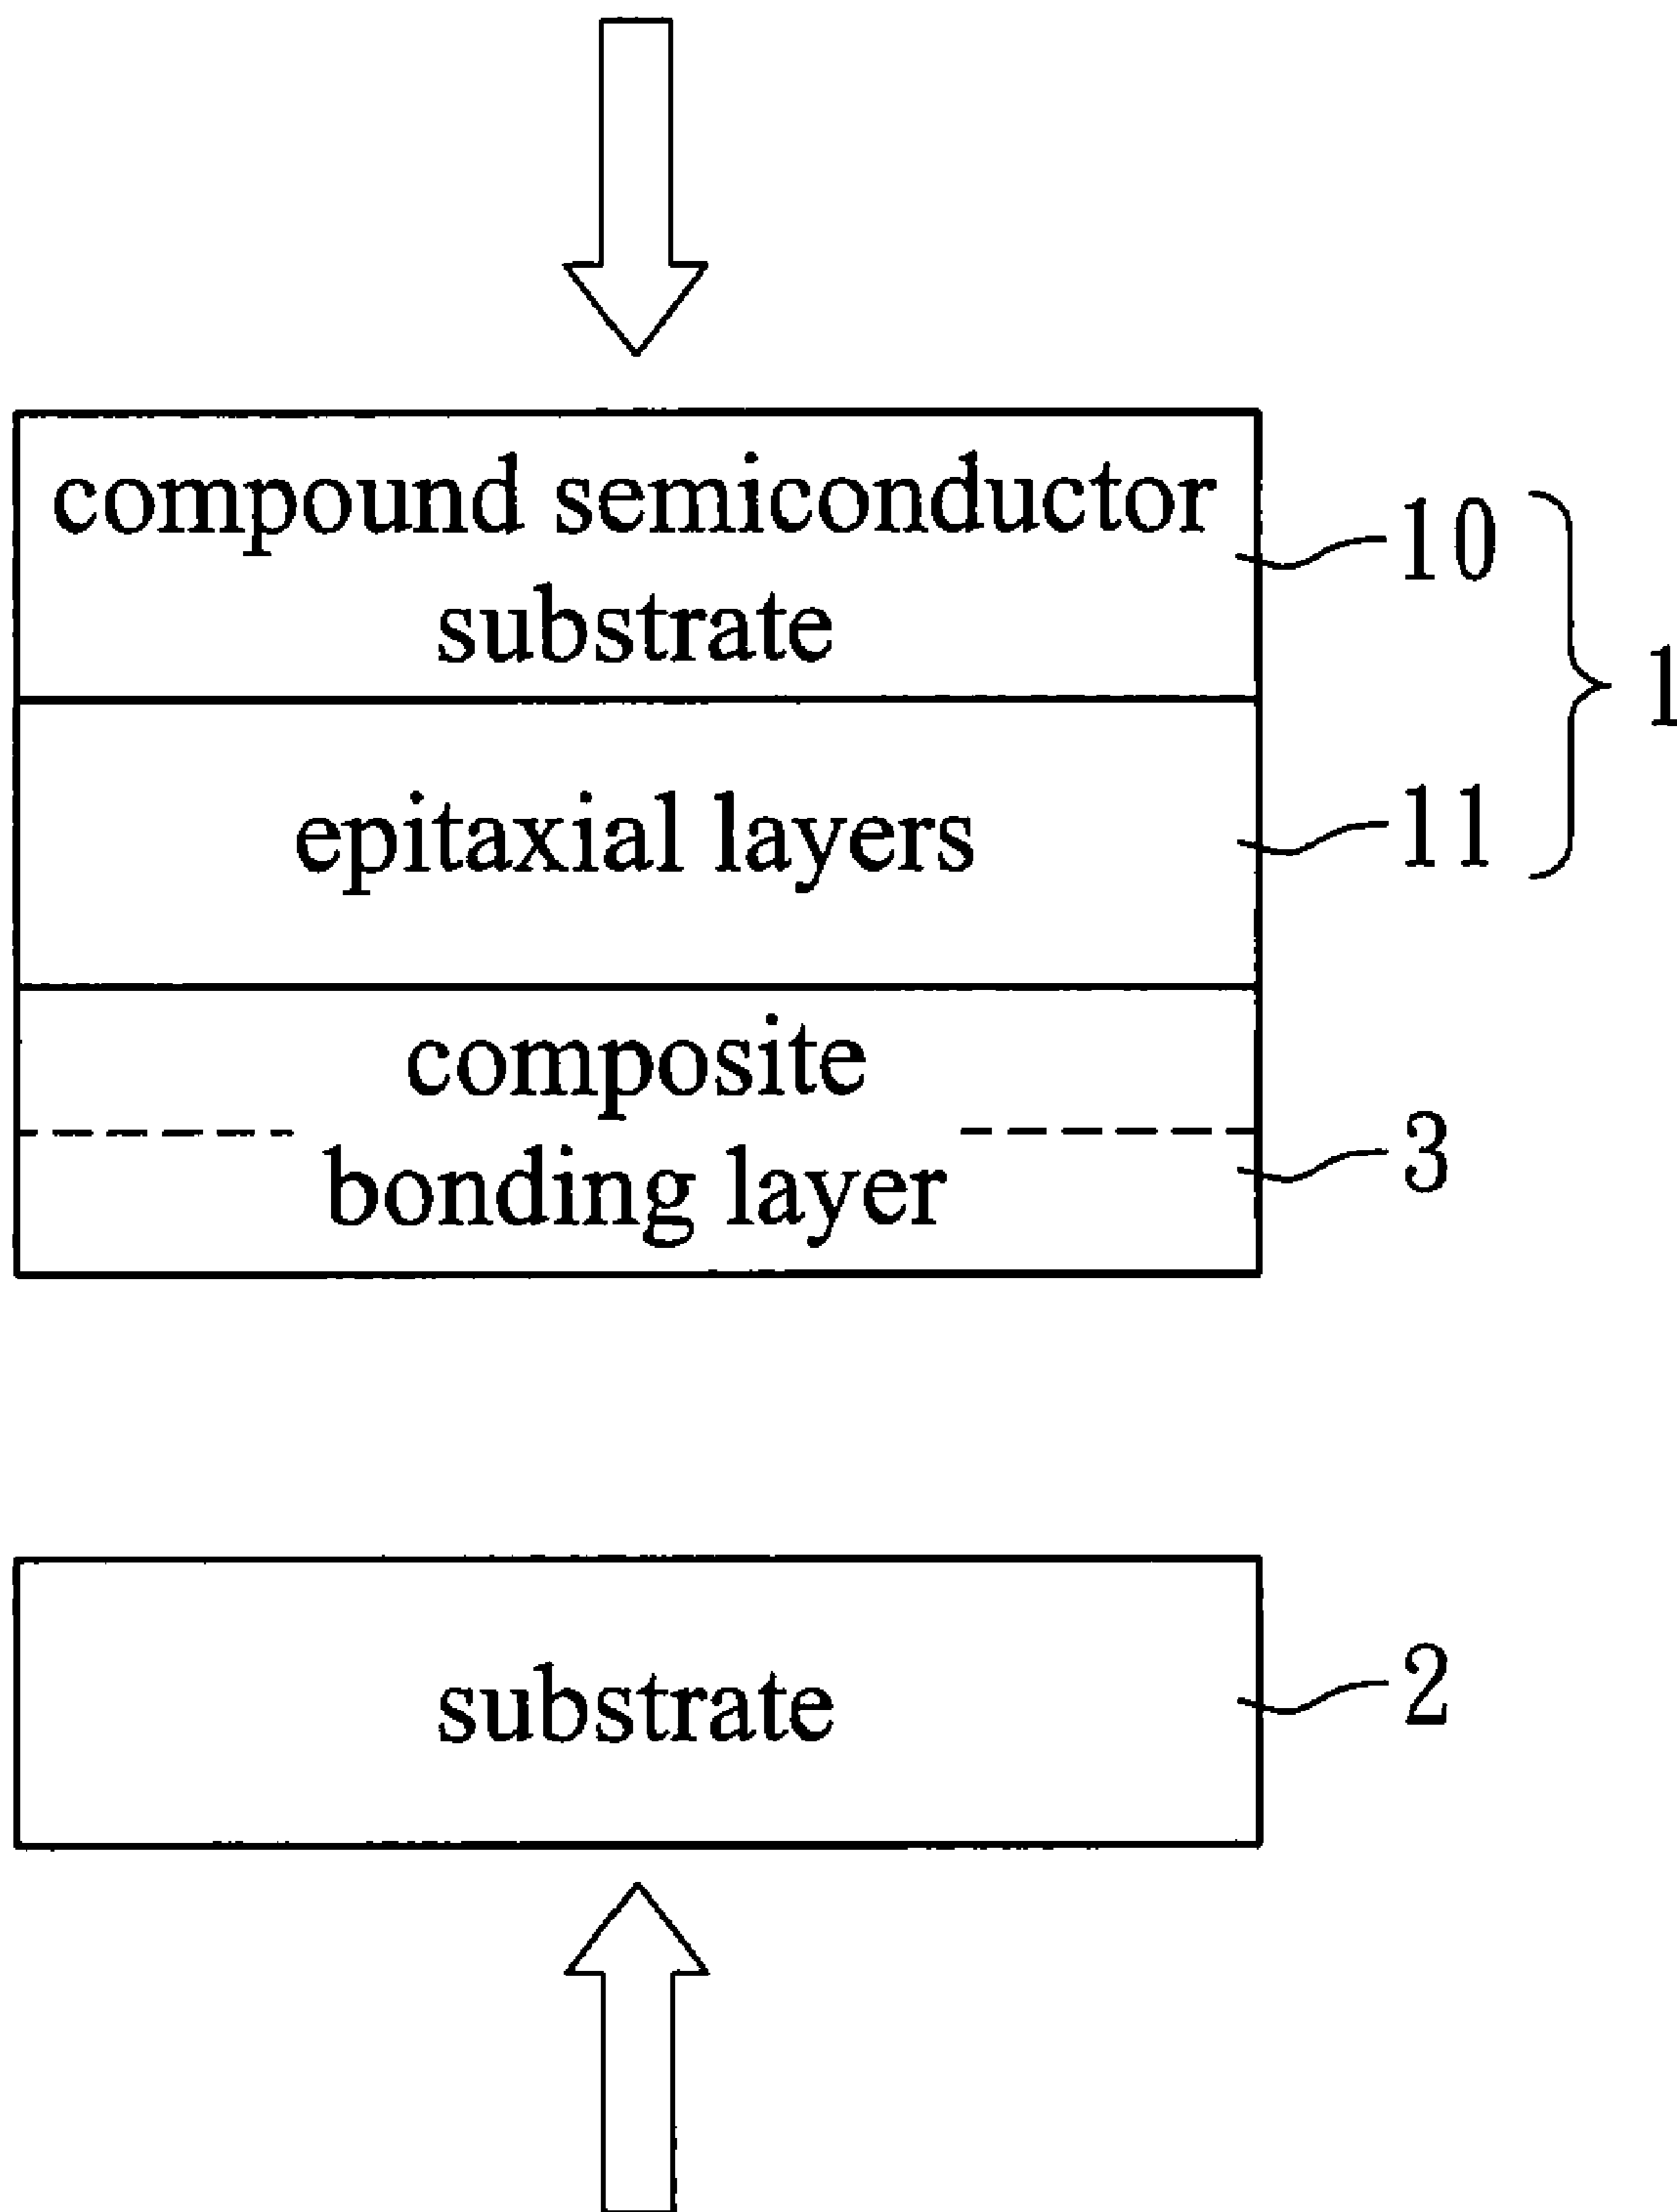 compound semiconductor
substrate
10
1
epitaxial layers
11
composite
bonding layer
3
substrate
2